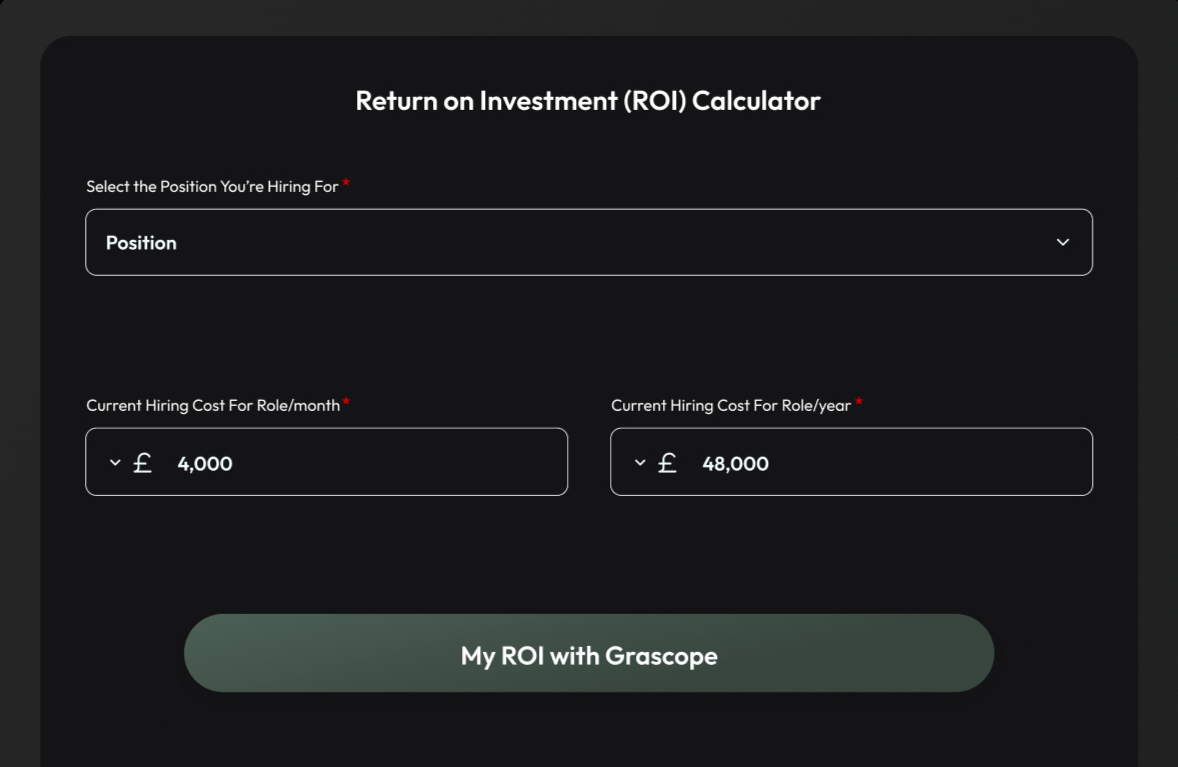 Return on Investment (ROI) Calculator
Select the Position You're Hiring For *
Position
Current Hiring Cost For Role/month *
Current Hiring Cost For Role/year *
£ 4,000
£ 48,000
My ROI with Grascope